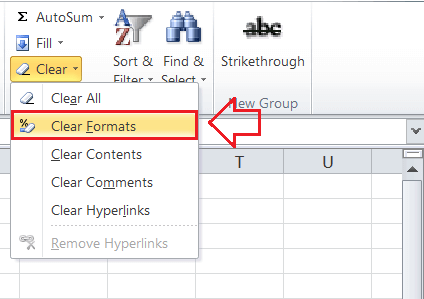 Σ AutoSum
Fill
Clear
Sort &
Filter
Find &
Select
abc
Strikethrough
New Group
Clear All
Clear Formats
Clear Contents
Clear Comments
Clear Hyperlinks
Remove Hyperlinks
T
U